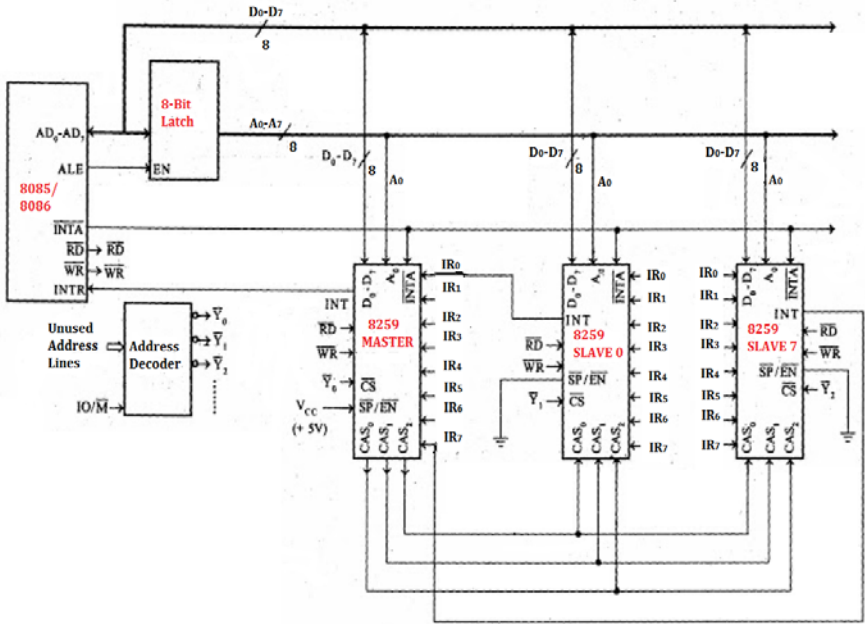 D0-D7
8
8-Bit
Latch
A0-A7
8
AD0-AD7
ALE
EN
8085/
8086
INTA
RD
RD
WR
WR
INTR
D0-D7
8
A0
D0-D7
8
A0
D0-D7
8
A0
D0-D7
A0
INTA
INT
8259
MASTER
RD
WR
Y0
CS
VCC
(+ 5V)
SP/EN
CAS0
CAS1
CAS2
IR0
IR1
IR2
IR3
IR4
IR5
IR6
IR7
D0-D7
A0
INTA
INT
8259
SLAVE 0
RD
WR
SP/EN
Y1
CS
CAS0
CAS1
CAS2
IR0
IR1
IR2
IR3
IR4
IR5
IR6
IR7
IR0
IR1
IR2
IR3
IR4
IR5
IR6
IR7
D0-D7
A0
INTA
INT
8259
SLAVE 7
RD
WR
SP/EN
CS
Y2
CAS0
CAS1
CAS2
Unused
Address
Lines
Address
Decoder
Y0
Y1
Y2
IO/M